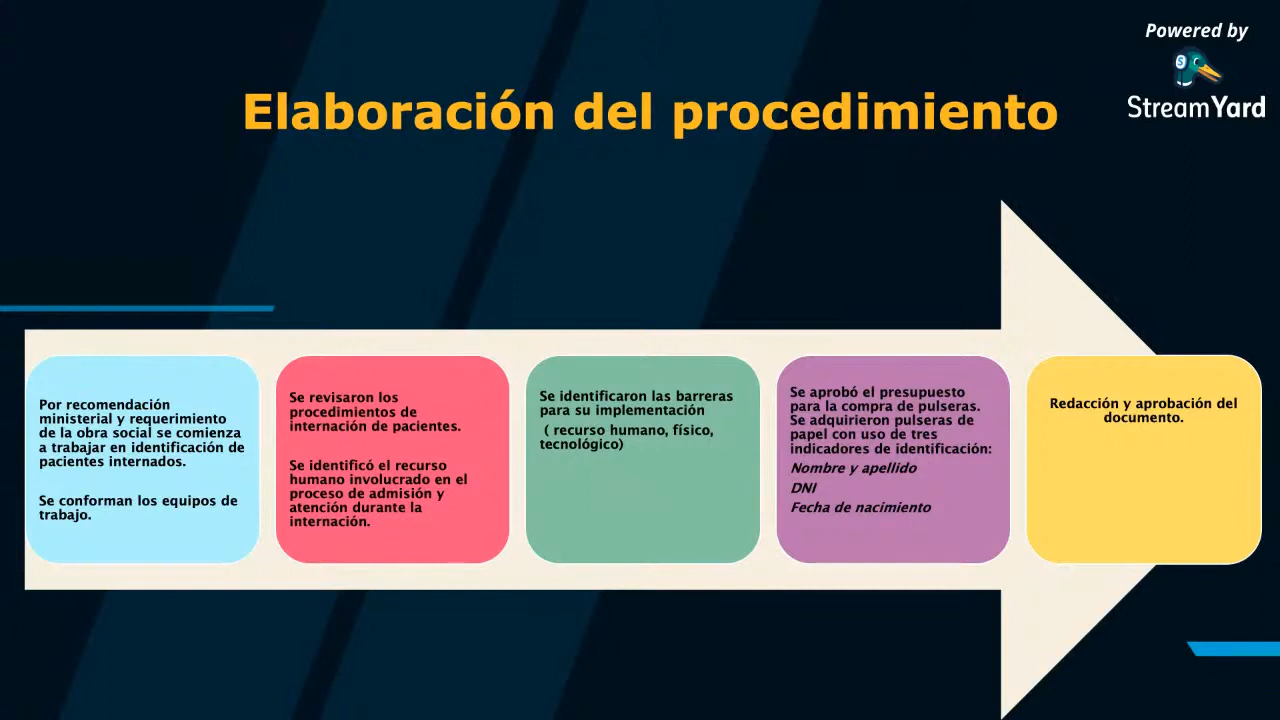 Powered by
StreamYard
Elaboración del procedimiento
Por recomendación
ministerial y requerimiento
de la obra social se comienza
a trabajar en identificación de
pacientes internados.
Se conforman los equipos de
trabajo.
Se revisaron los
procedimientos de
internación de pacientes.
Se identificó el recurso
humano involucrado en el
proceso de admisión y
atención durante la
internación.
Se identificaron las barreras
para su implementación
( recurso humano, físico,
tecnológico)
Se aprobó el presupuesto
para la compra de pulseras.
Se adquirieron pulseras de
papel con uso de tres
indicadores de identificación:
Nombre y apellido
DNI
Fecha de nacimiento
Redacción y aprobación del
documento.